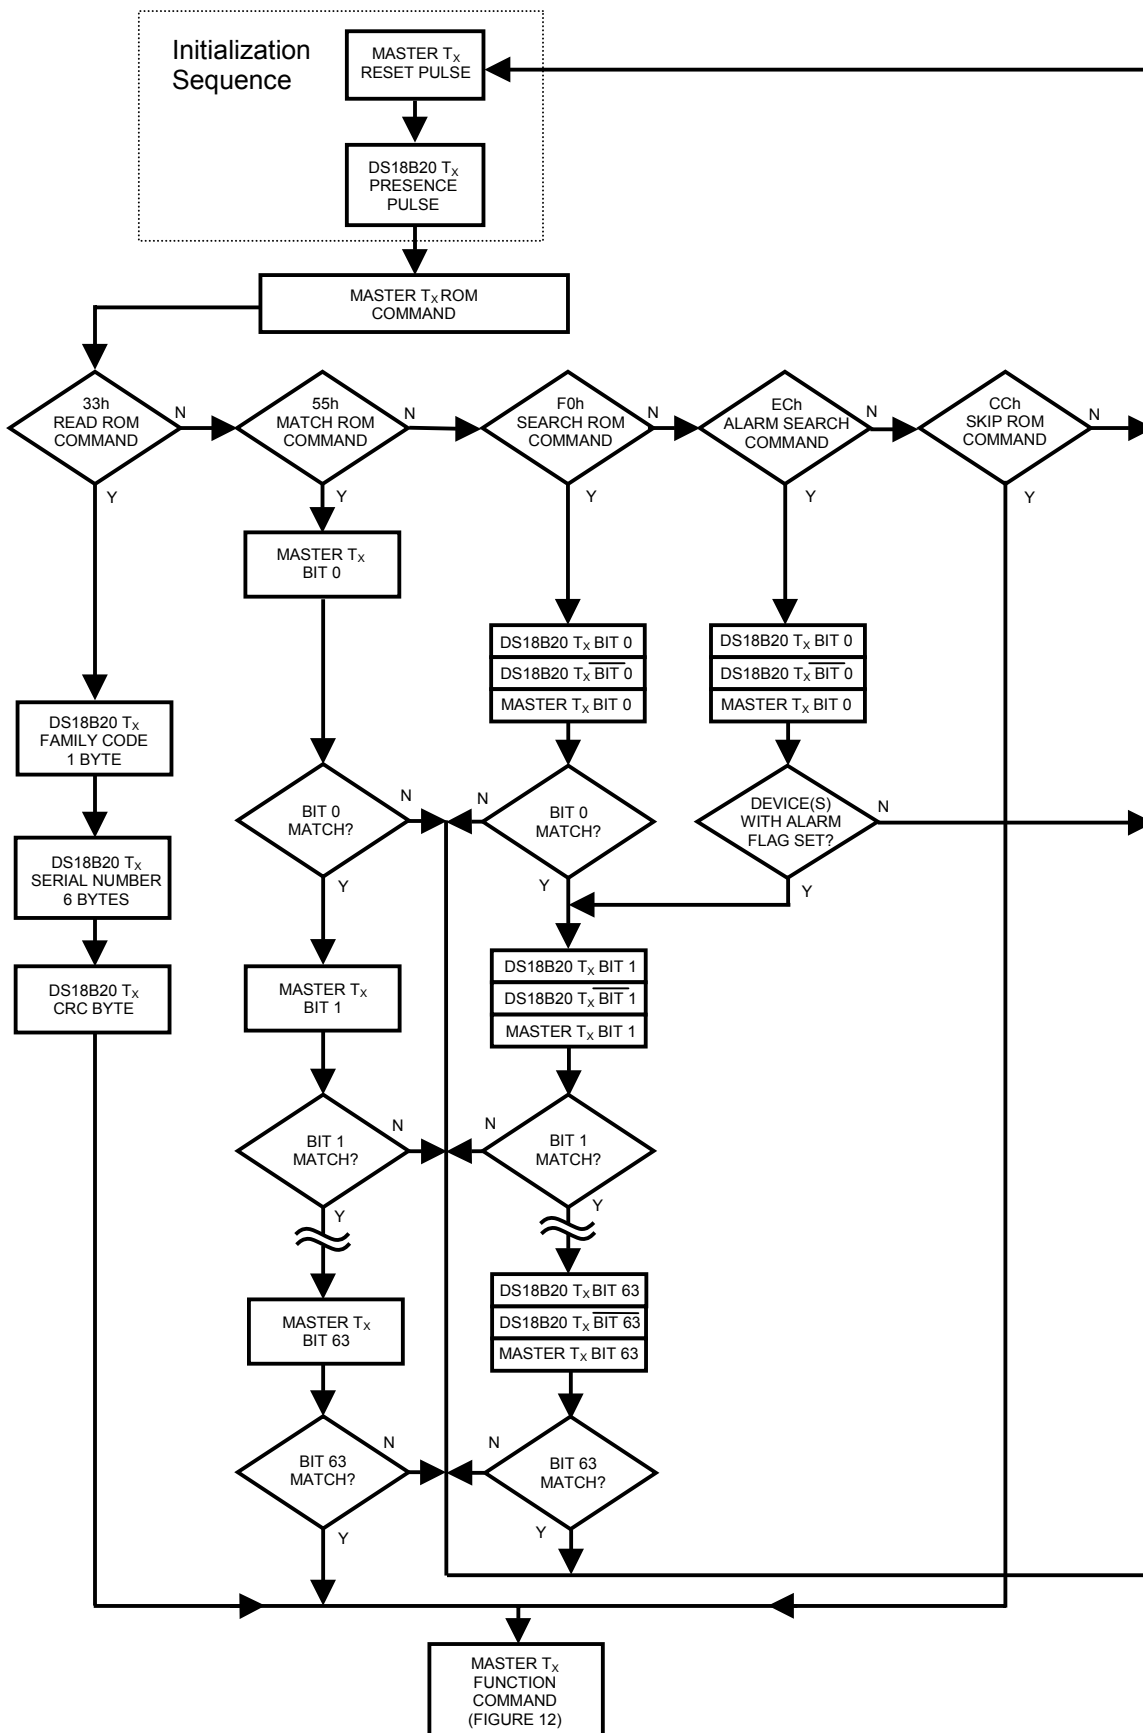 Initialization
Sequence
MASTER TX
RESET PULSE
DS18B20 TX
PRESENCE
PULSE
MASTER TX ROM
COMMAND
33h
READ ROM
COMMAND
N
Y
55h
MATCH ROM
COMMAND
N
Y
F0h
SEARCH ROM
COMMAND
N
Y
ECh
ALARM SEARCH
COMMAND
N
Y
CCh
SKIP ROM
COMMAND
N
Y
MASTER TX
BIT 0
DS18B20 TX BIT 0
DS18B20 TX BIT 0
MASTER TX BIT 0
DS18B20 TX BIT 0
DS18B20 TX BIT 0
MASTER TX BIT 0
DS18B20 TX
FAMILY CODE
1 BYTE
BIT 0
MATCH?
N
Y
N
BIT 0
MATCH?
Y
DEVICE(S)
WITH ALARM
FLAG SET?
N
Y
DS18B20 TX
SERIAL NUMBER
6 BYTES
DS18B20 TX
CRC BYTE
MASTER TX
BIT 1
DS18B20 TX BIT 1
DS18B20 TX BIT 1
MASTER TX BIT 1
BIT 1
MATCH?
N
Y
N
BIT 1
MATCH?
Y
MASTER TX
BIT 63
DS18B20 TX BIT 63
DS18B20 TX BIT 63
MASTER TX BIT 63
BIT 63
MATCH?
N
Y
N
BIT 63
MATCH?
Y
MASTER TX
FUNCTION
COMMAND
(FIGURE 12)